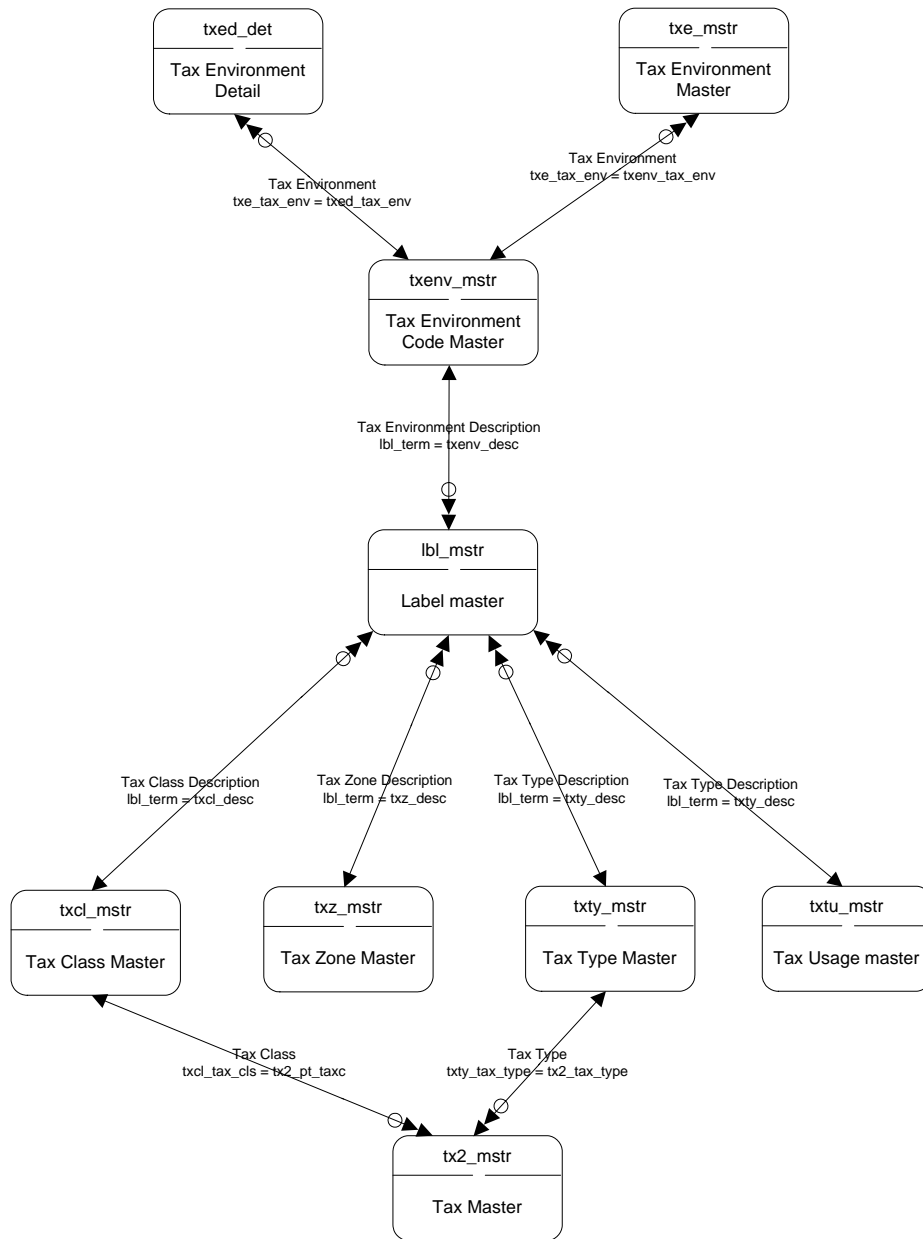 txed_det
Tax Environment
Detail
txe_mstr
Tax Environment
Master
Tax Environment
txe_tax_env = txenv_tax_env
Tax Environment
txe_tax_env = txed_tax_env
txenv_mstr
Tax Environment
Code Master
Tax Environment Description
lbl_term = txenv_desc
lbl_mstr
Label master
Tax Class Description
lbl_term = txcl_desc
Tax Zone Description
lbl_term = txz_desc
Tax Type Description
lbl_term = txty_desc
Tax Type Description
lbl_term = txty_desc
txcl_mstr
Tax Class Master
txz_mstr
Tax Zone Master
txty_mstr
Tax Type Master
txtu_mstr
Tax Usage master
Tax Class
txcl_tax_cls = tx2_pt_taxc
Tax Type
txty_tax_type = tx2_tax_type
tx2_mstr
Tax Master